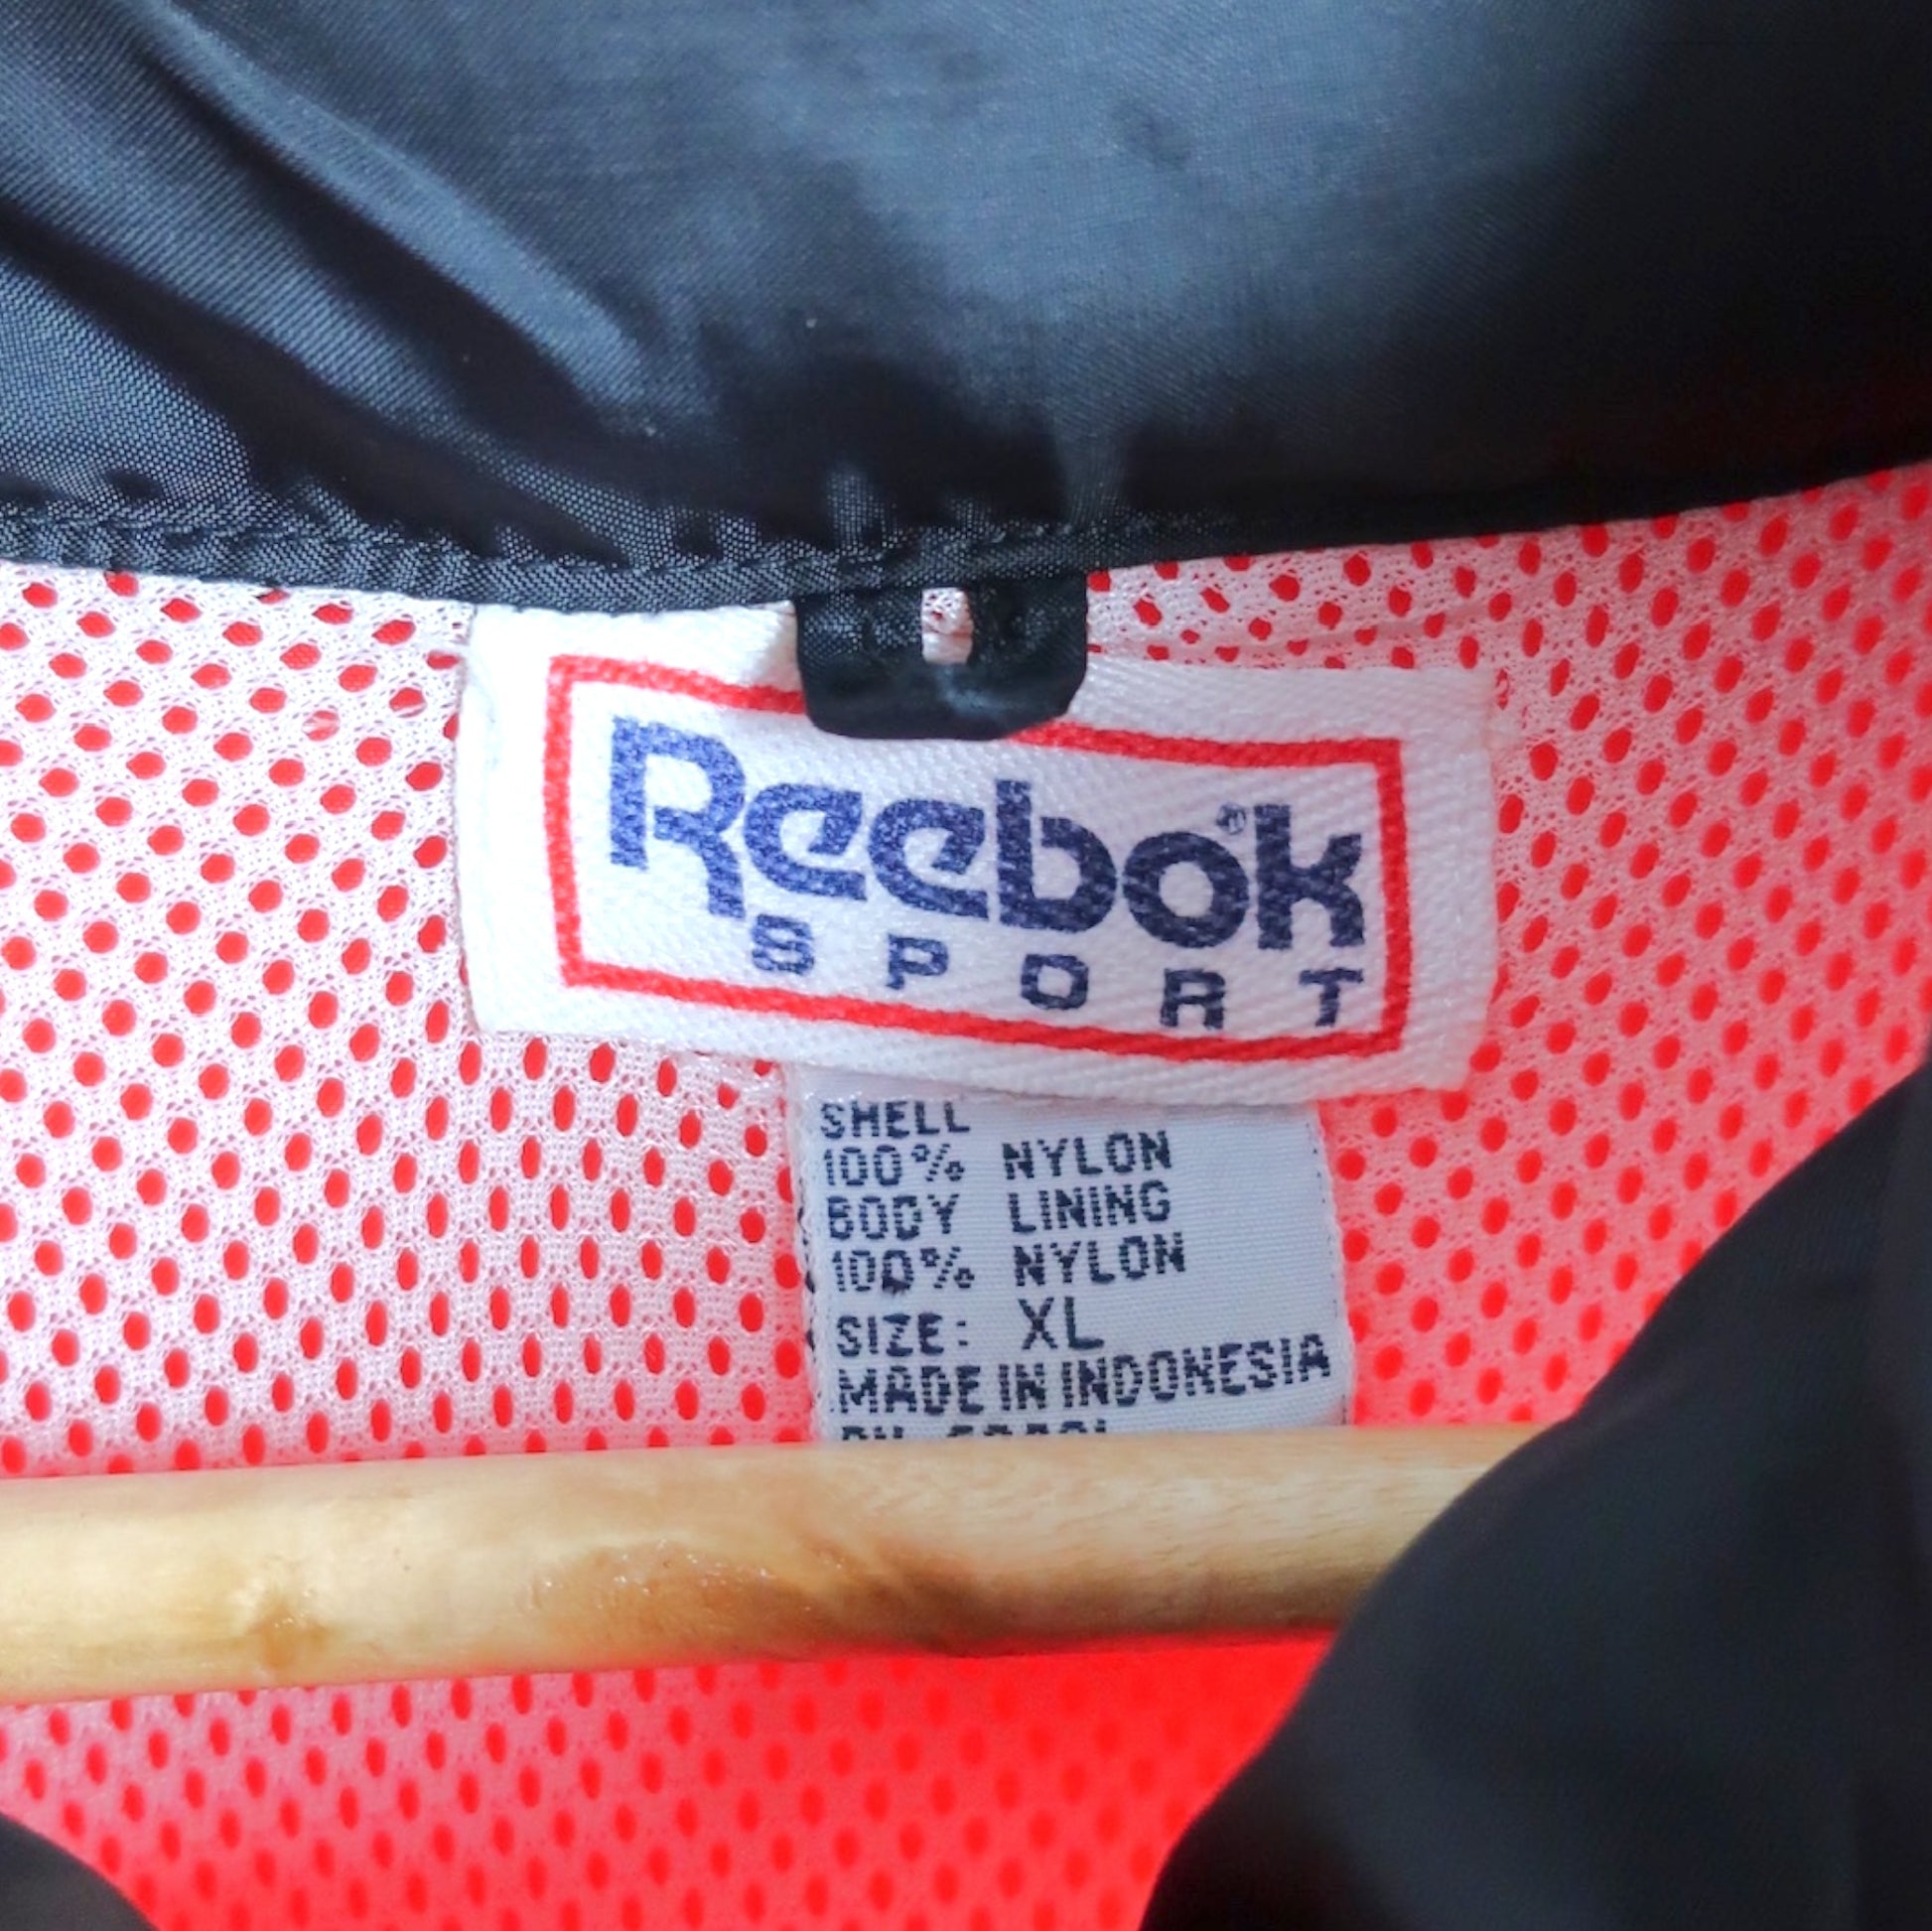 Reebok®
SPORT
SHELL
100% NYLON
BODY LINING
100% NYLON
SIZE: XL
MADE IN INDONESIA